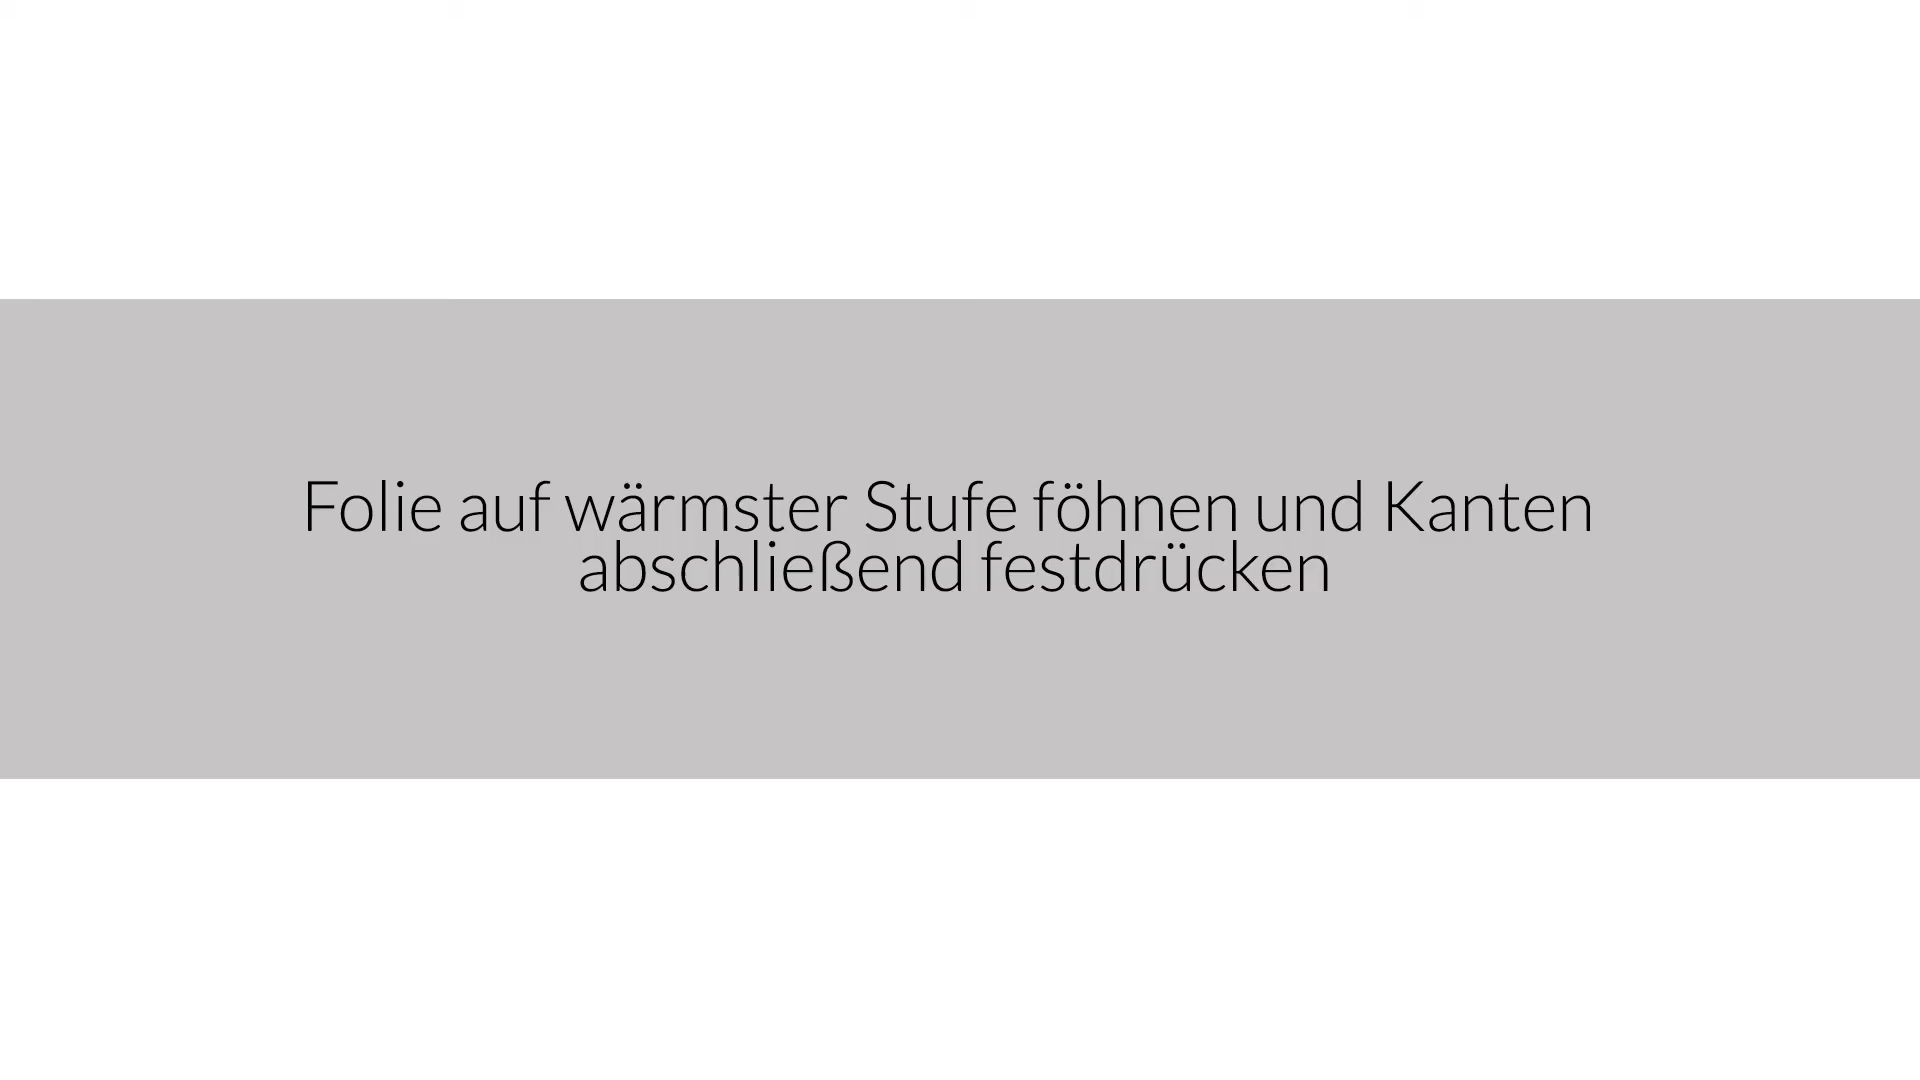 Folie auf wärmster Stufe föhnen und Kanten
abschließend festdrücken